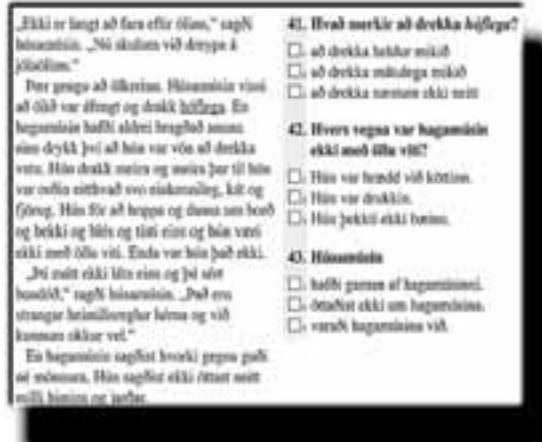 „Ekki er langt að fara eftir ölinu,“ sagði
húsamúsin. „Nú skulum við dreypa á
jólaölinu.“
Þær gengu að ölkerinu. Húsamúsin vissi
að ölið var áfengt og drakk hóflega. En
hagamúsin hafði aldrei bragðað annan
eins drykk því að hún var vön að drekka
vatn. Hún drakk meira og meira þar til hún
var orðin eitthvað svo einkennileg, kát og
fjörug. Hún fór að hoppa og dansa um borð
og bekki og blés og tísti eins og hún væri
ekki með öllu viti. Enda var hún það ekki.
„Þú mátt ekki láta eins og þú sért
bandóð,“ sagði húsamúsin. „Það eru
strangar heimilisreglur hérna og við
kunnum okkur vel.“
En hagamúsin sagðist hvorki gegna guði
né mönnum. Hún sagðist ekki óttast neitt
milli himins og jarðar.
41. Hvað merkir að drekka hóflega?
að drekka heldur mikið
að drekka mátulega mikið
að drekka næstum ekki neitt
42. Hvers vegna var hagamúsin
ekki með öllu viti?
Hún var hrædd við köttinn.
Hún var drukkin.
Hún þekkti ekki bæinn.
43. Húsamúsin
hafði gaman af hagamúsinni.
óttaðist ekki um hagamúsina.
varaði hagamúsina við.